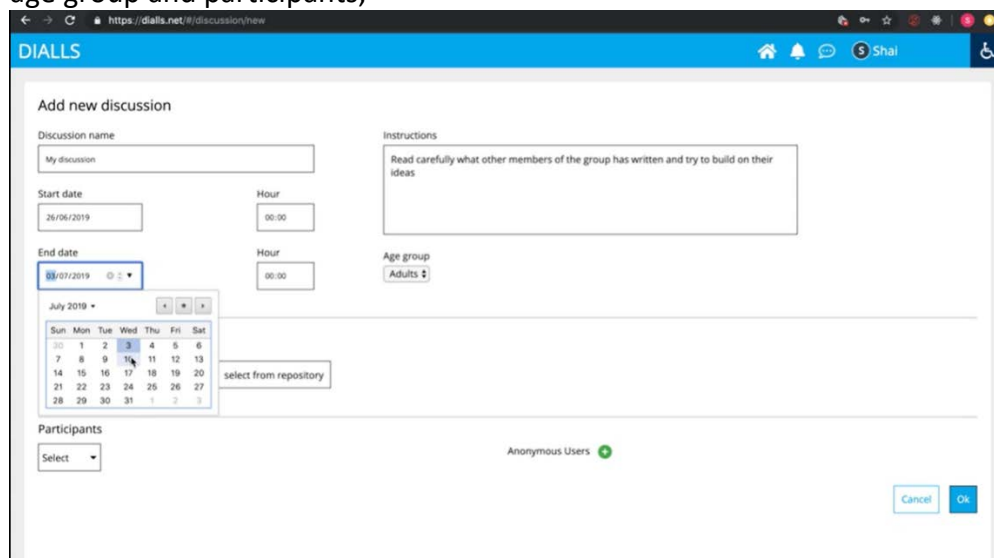 age group and participants,
https://dialls.net/#/discussion/new
DIALLS
S Shai
Add new discussion
Discussion name
My discussion
Instructions
Read carefully what other members of the group has written and try to build on their
ideas
Start date
Hour
26/06/2019
00:00
End date
Hour
Age group
03/07/2019
00:00
Adults
July 2019
Sun Mon Tue Wed Thu Fri Sat
30 1 2 3 4 5 6
7 8 9 10 11 12 13
14 15 16 17 18 19 20
21 22 23 24 25 26 27
28 29 30 31 1 2 3
select from repository
Participants
Select
Anonymous Users
Cancel
Ok